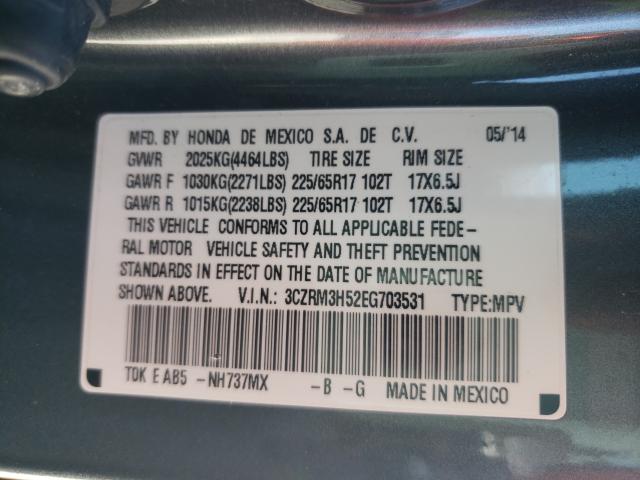 MFD. BY HONDA DE MEXICO S.A. DE C.V. 05/'14
GVWR 2025KG(4464LBS) TIRE SIZE RIM SIZE
GAWR F 1030KG(2271LBS) 225/65R17 102T 17X6.5J
GAWR R 1015KG(2238LBS) 225/65R17 102T 17X6.5J
THIS VEHICLE CONFORMS TO ALL APPLICABLE FEDE-
RAL MOTOR VEHICLE SAFETY AND THEFT PREVENTION
STANDARDS IN EFFECT ON THE DATE OF MANUFACTURE
SHOWN ABOVE. V.I.N.: 3CZRM3H52EG703531 TYPE:MPV
T0K E AB5 -NH737MX -B -G MADE IN MEXICO